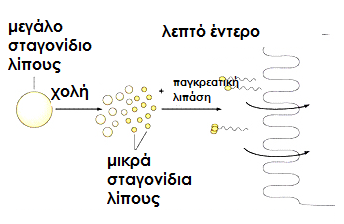 μεγάλο
σταγονίδιο
λίπους
χολή
λεπτό έντερο
+ παγκρεατική
λιπάση
μικρά
σταγονίδια
λίπους